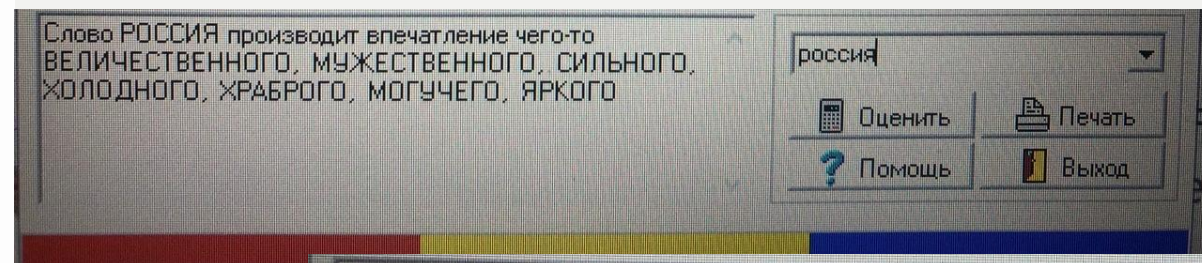 Слово РОССИЯ производит впечатление чего-то
ВЕЛИЧЕСТВЕННОГО, МУЖЕСТВЕННОГО, СИЛЬНОГО,
ХОЛОДНОГО, ХРАБРОГО, МОГУЧЕГО, ЯРКОГО
россия
Оценить
Печать
Помощь
Выход